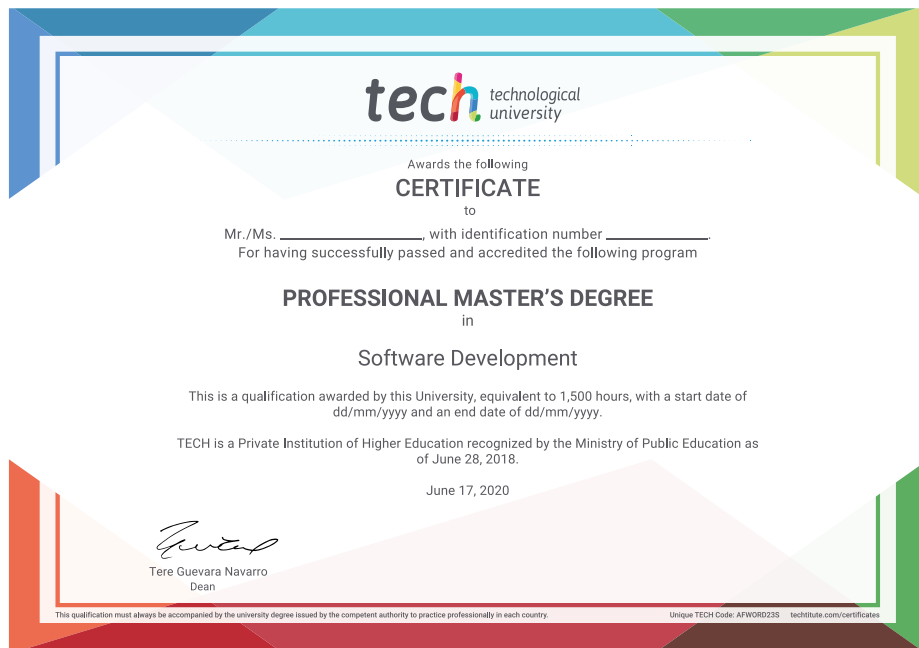 tech technological
university
Awards the following
CERTIFICATE
to
Mr./Ms. ____________________, with identification number ______________.
For having successfully passed and accredited the following program
PROFESSIONAL MASTER'S DEGREE
in
Software Development
This is a qualification awarded by this University, equivalent to 1,500 hours, with a start date of
dd/mm/yyyy and an end date of dd/mm/yyyy.
TECH is a Private Institution of Higher Education recognized by the Ministry of Public Education as
of June 28, 2018.
June 17, 2020
Tere Guevara Navarro
Dean
This qualification must always be accompanied by the university degree issued by the competent authority to practice professionally in each country. Unique TECH Code: AFWORD23S techtitute.com/certificates